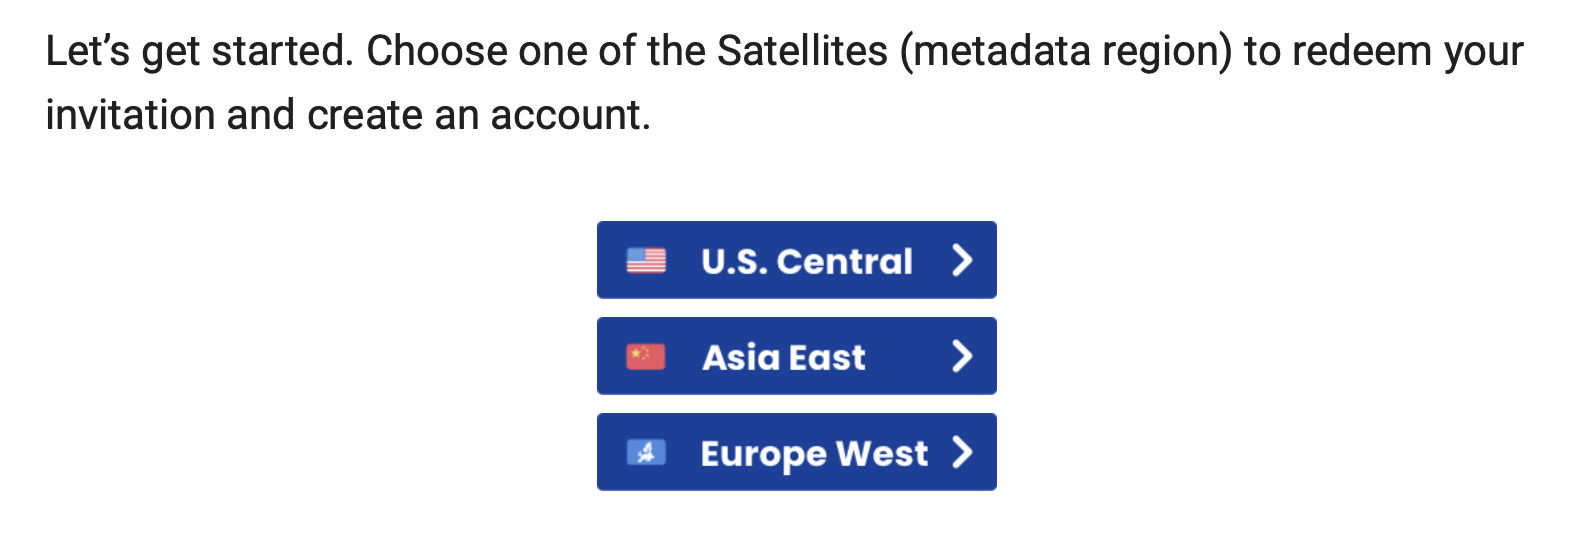 Let’s get started. Choose one of the Satellites (metadata region) to redeem your
invitation and create an account.
U.S. Central
Asia East
Europe West